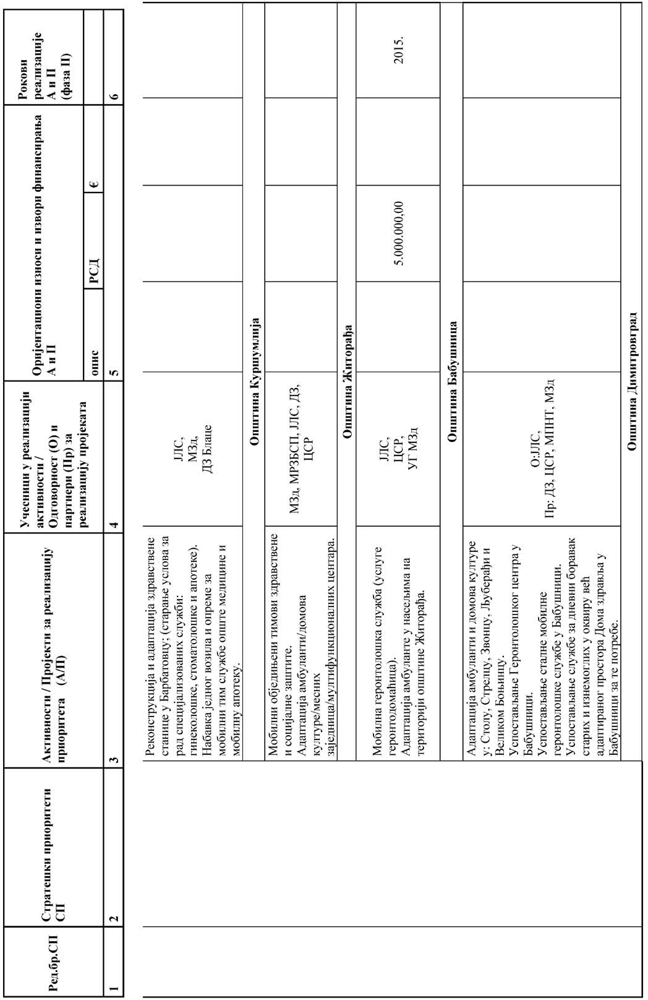 Ред.бр.СП
Стратешки приоритети
СП
Активности / Пројекти за реализацију
приоритета (А/П)
Учесници у реализацији
активности /
Одговорност (О) и
партнери (Пр) за
реализацију пројеката
Оријентациони износи и извори финансирања
А и П
Рокови
реализације
А и П
(фаза II)
опис
РСД
€
1
2
3
4
5
6
Реконструкција и адаптација здравствене
станице у Барбатовцу; (старање услова за
рад специјализованих служби:
гинеколошке, стоматолошке и апотеке).
Набавка једног возила и опреме за
мобилни тим службе опште медицине и
мобилну апотеку.
ЈЛС,
МЗд,
ДЗ Блаце
Општина Куршумлија
Мобилни обједињени тимови здравствене
и социјалне заштите.
Адаптација амбуланти/домова
културе/месних
заједница/мултифункционалних центара.
МЗд, МРЗБСП, ЈЛС, ДЗ,
ЦСР
Општина Житорађа
Мобилна геронтолошка служба (услуге
геронтодомаћица).
Адаптација амбуланте у насељима на
територији општине Житорађа.
ЈЛС,
ЦСР,
УГ МЗд
5.000.000,00
2015.
Општина Бабушница
Адаптација амбуланти и домова културе
у: Столу, Стрелцу, Звонцу, Љуберађи и
Великом Боњинцу.
Успостављање Геронтолошког центра у
Бабушници.
Успостављање сталне мобилне
геронтолошке службе у Бабушници.
Успостављање службе за дневни боравак
старих и изнемоглих у оквиру већ
адаптираног простора Дома здравља у
Бабушници за те потребе.
О:ЈЛС,
Пр: ДЗ, ЦСР, МПНТ, МЗд
Општина Димитровград